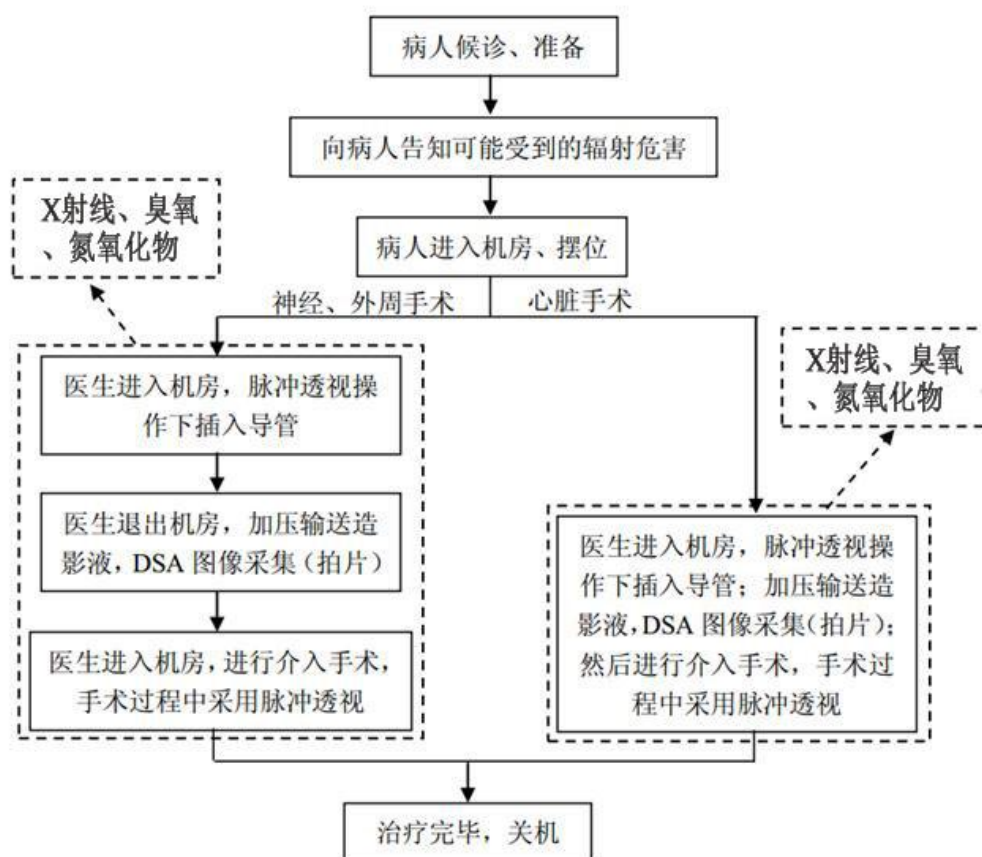 病人候诊、准备
向病人告知可能受到的辐射危害
X射线、臭氧
、氮氧化物
病人进入机房、摆位
神经、外周手术
心脏手术
医生进入机房，脉冲透视操
作下插入导管
医生退出机房，加压输送造
影液，DSA 图像采集（拍片）
医生进入机房，进行介入手术，
手术过程中采用脉冲透视
X射线、臭氧
、氮氧化物
医生进入机房，脉冲透视操
作下插入导管；加压输送造
影液，DSA 图像采集（拍片）；
然后进行介入手术，手术过
程中采用脉冲透视
治疗完毕，关机